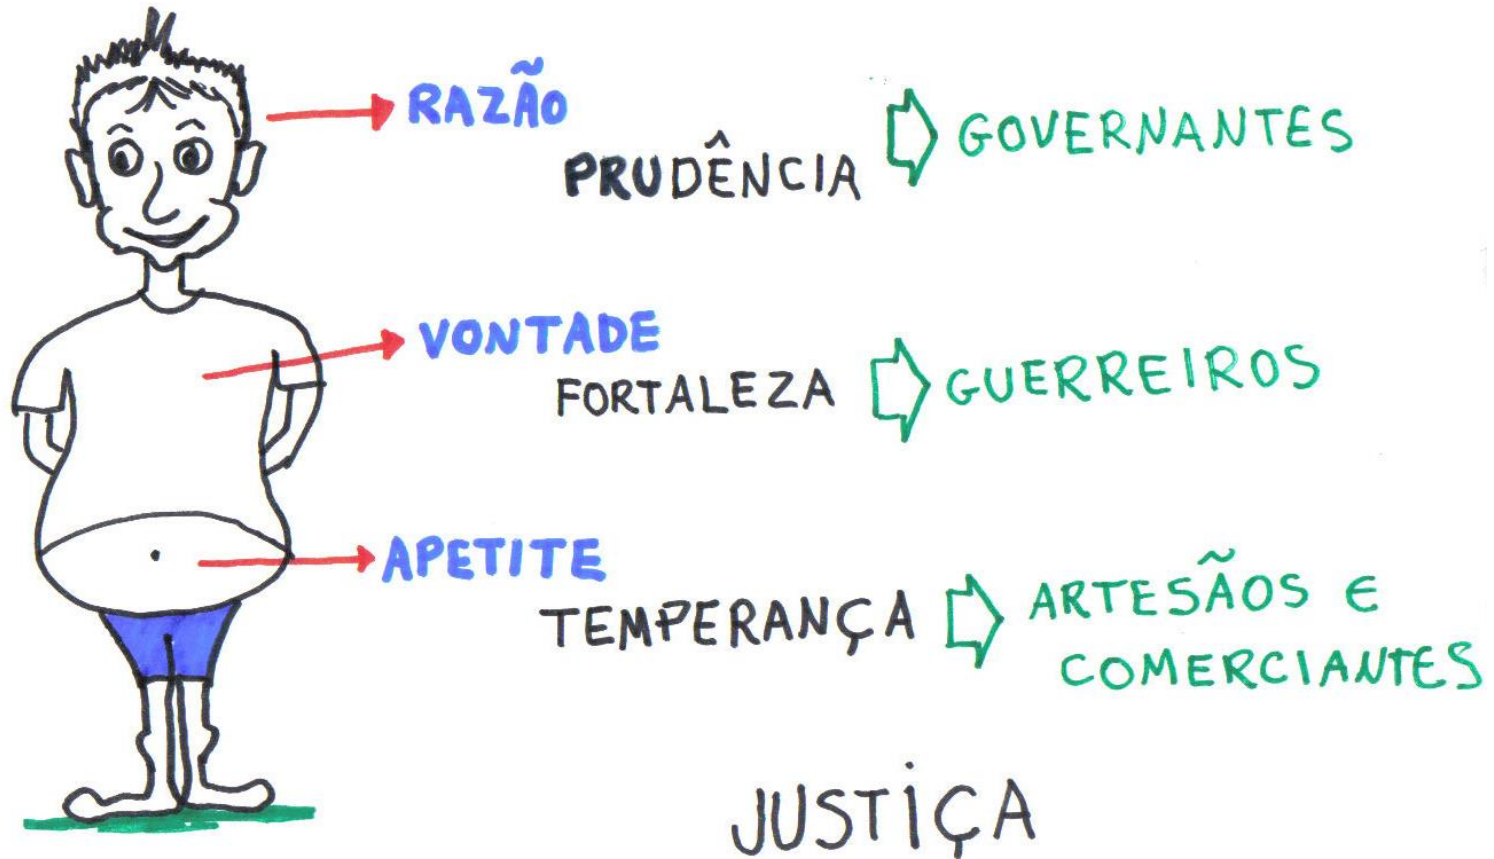 RAZÃO
PRUDÊNCIA
GOVERNANTES
VONTADE
FORTALEZA
GUERREIROS
APETITE
TEMPERANÇA
ARTESÃOS E
COMERCIANTES
JUSTIÇA